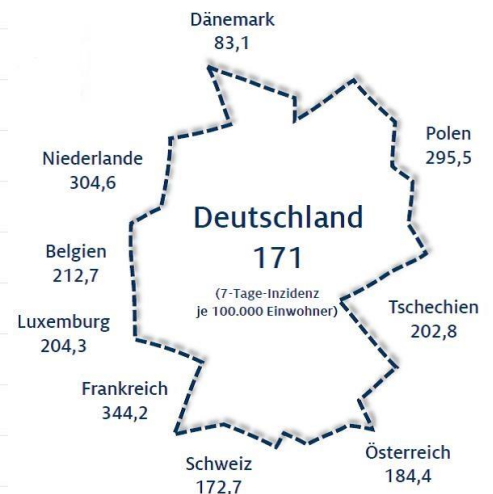 Dänemark
83,1
Polen
295,5
Niederlande
304,6
Deutschland
171
(7-Tage-Inzidenz
je 100.000 Einwohner)
Belgien
212,7
Tschechien
202,8
Luxemburg
204,3
Frankreich
344,2
Österreich
184,4
Schweiz
172.7